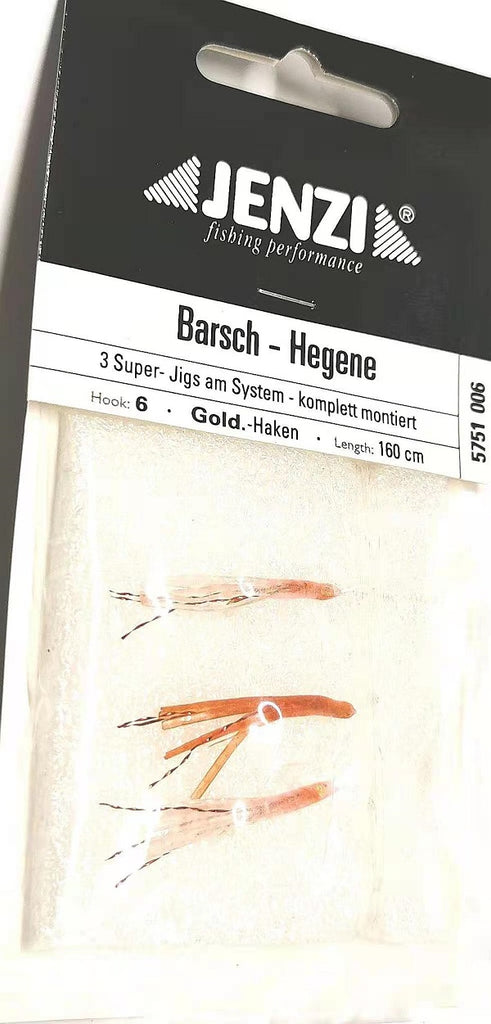 JENZI®
fishing performance
Barsch - Hegene
3 Super- Jigs am System - komplett montiert
Hook: 6 · Gold.-Haken · Length: 160 cm
5751 006